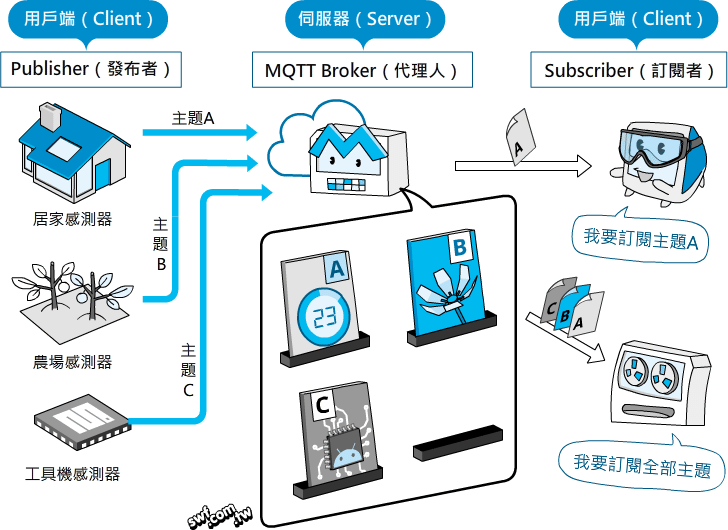 用戶端（Client）
伺服器（Server）
用戶端（Client）
Publisher（發布者）
MQTT Broker（代理人）
Subscriber（訂閱者）
主題A
居家感測器
主題B
農場感測器
主題C
工具機感測器
A
23
B
C
A
我要訂閱主題A
C
B
A
我要訂閱全部主題
swf.com.tw